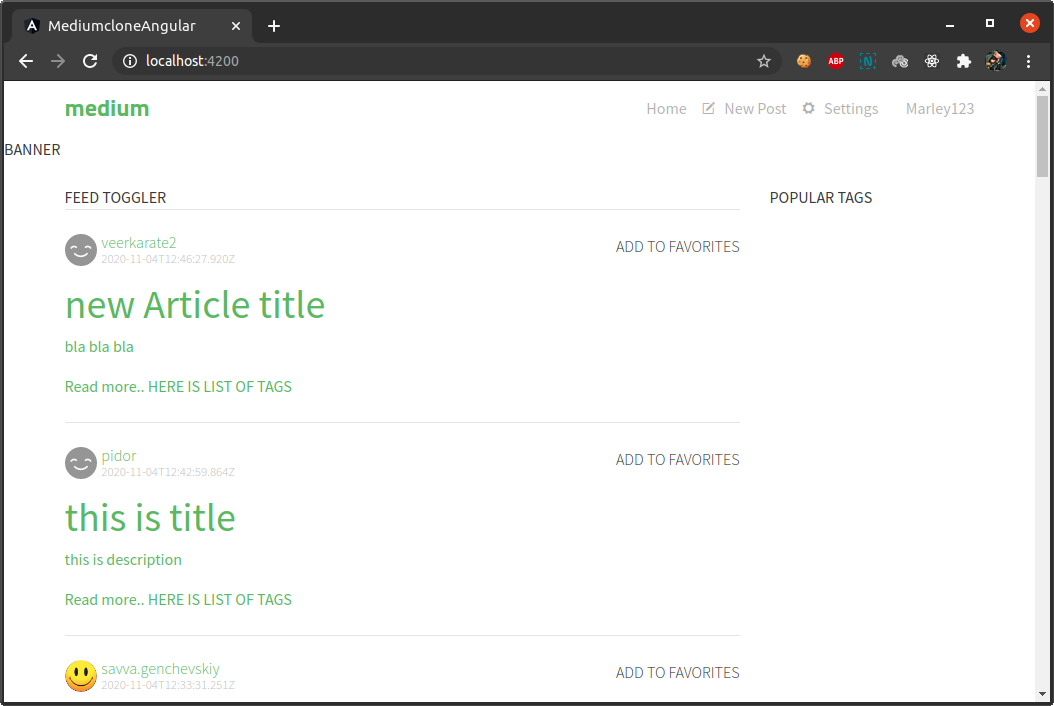 MediumcloneAngular
localhost:4200
ABP
N
medium
Home New Post Settings Marley123
BANNER
FEED TOGGLER
POPULAR TAGS
veerkarate2
2020-11-04T12:46:27.920Z
ADD TO FAVORITES
new Article title
bla bla bla
Read more.. HERE IS LIST OF TAGS
pidor
2020-11-04T12:42:59.864Z
ADD TO FAVORITES
this is title
this is description
Read more.. HERE IS LIST OF TAGS
savva.genchevskiy
2020-11-04T12:33:31.251Z
ADD TO FAVORITES